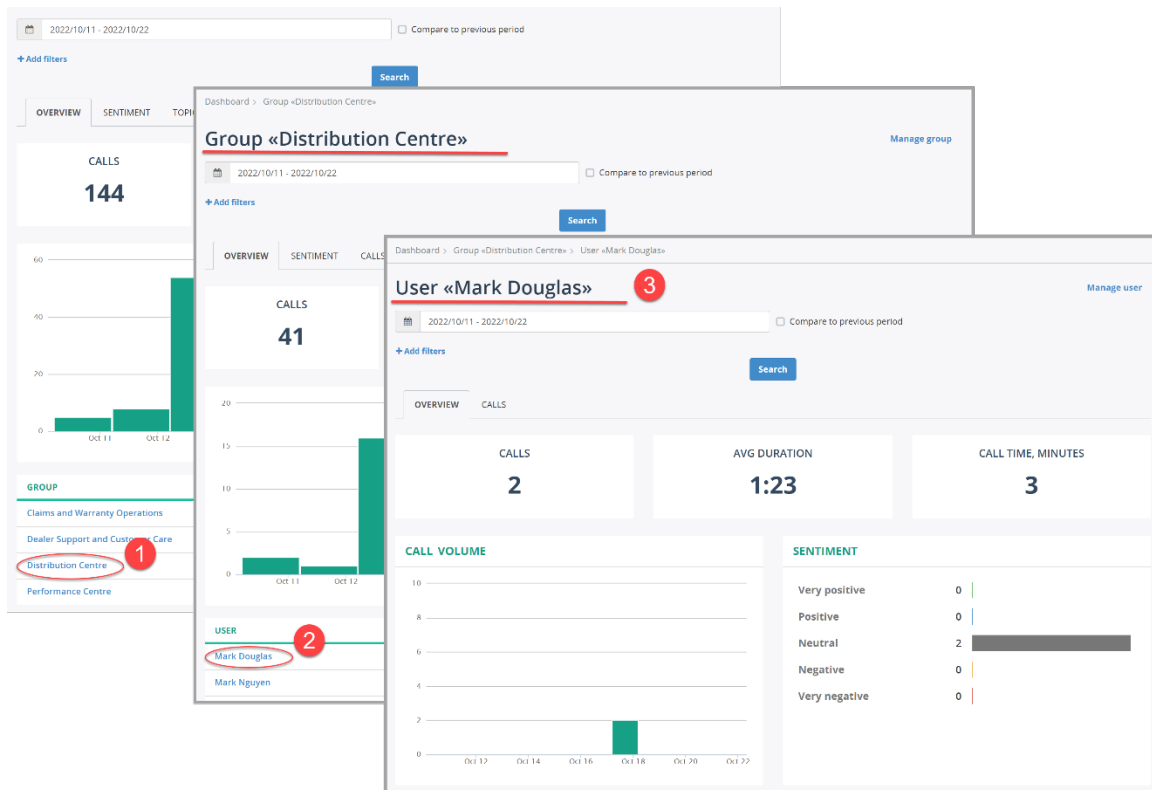 2022/10/11 - 2022/10/22
Compare to previous period
+ Add filters
Search
OVERVIEW SENTIMENT
CALLS
144
60
40
20
0
Oct 11 Oct 12
GROUP
Claims and Warranty Operations
Dealer Support and Customer Care
1
Distribution Centre
Performance Centre
Dashboard > Group «Distribution Centre»
Group «Distribution Centre»
Manage group
2022/10/11 - 2022/10/22
Compare to previous period
+ Add filters
Search
OVERVIEW SENTIMENT CALLS
CALLS
41
20
15
10
5
0
Oct 11 Oct 12
USER
2
Mark Douglas
Mark Nguyen
Dashboard > Group «Distribution Centre» > User «Mark Douglas»
User «Mark Douglas» 3
Manage user
2022/10/11 - 2022/10/22
Compare to previous period
+ Add filters
Search
OVERVIEW CALLS
CALLS
2
AVG DURATION
1:23
CALL TIME, MINUTES
3
CALL VOLUME
10
8
6
4
2
0
Oct 12 Oct 14 Oct 16 Oct 18 Oct 20 Oct 22
SENTIMENT
Very positive 0
Positive 0
Neutral 2
Negative 0
Very negative 0